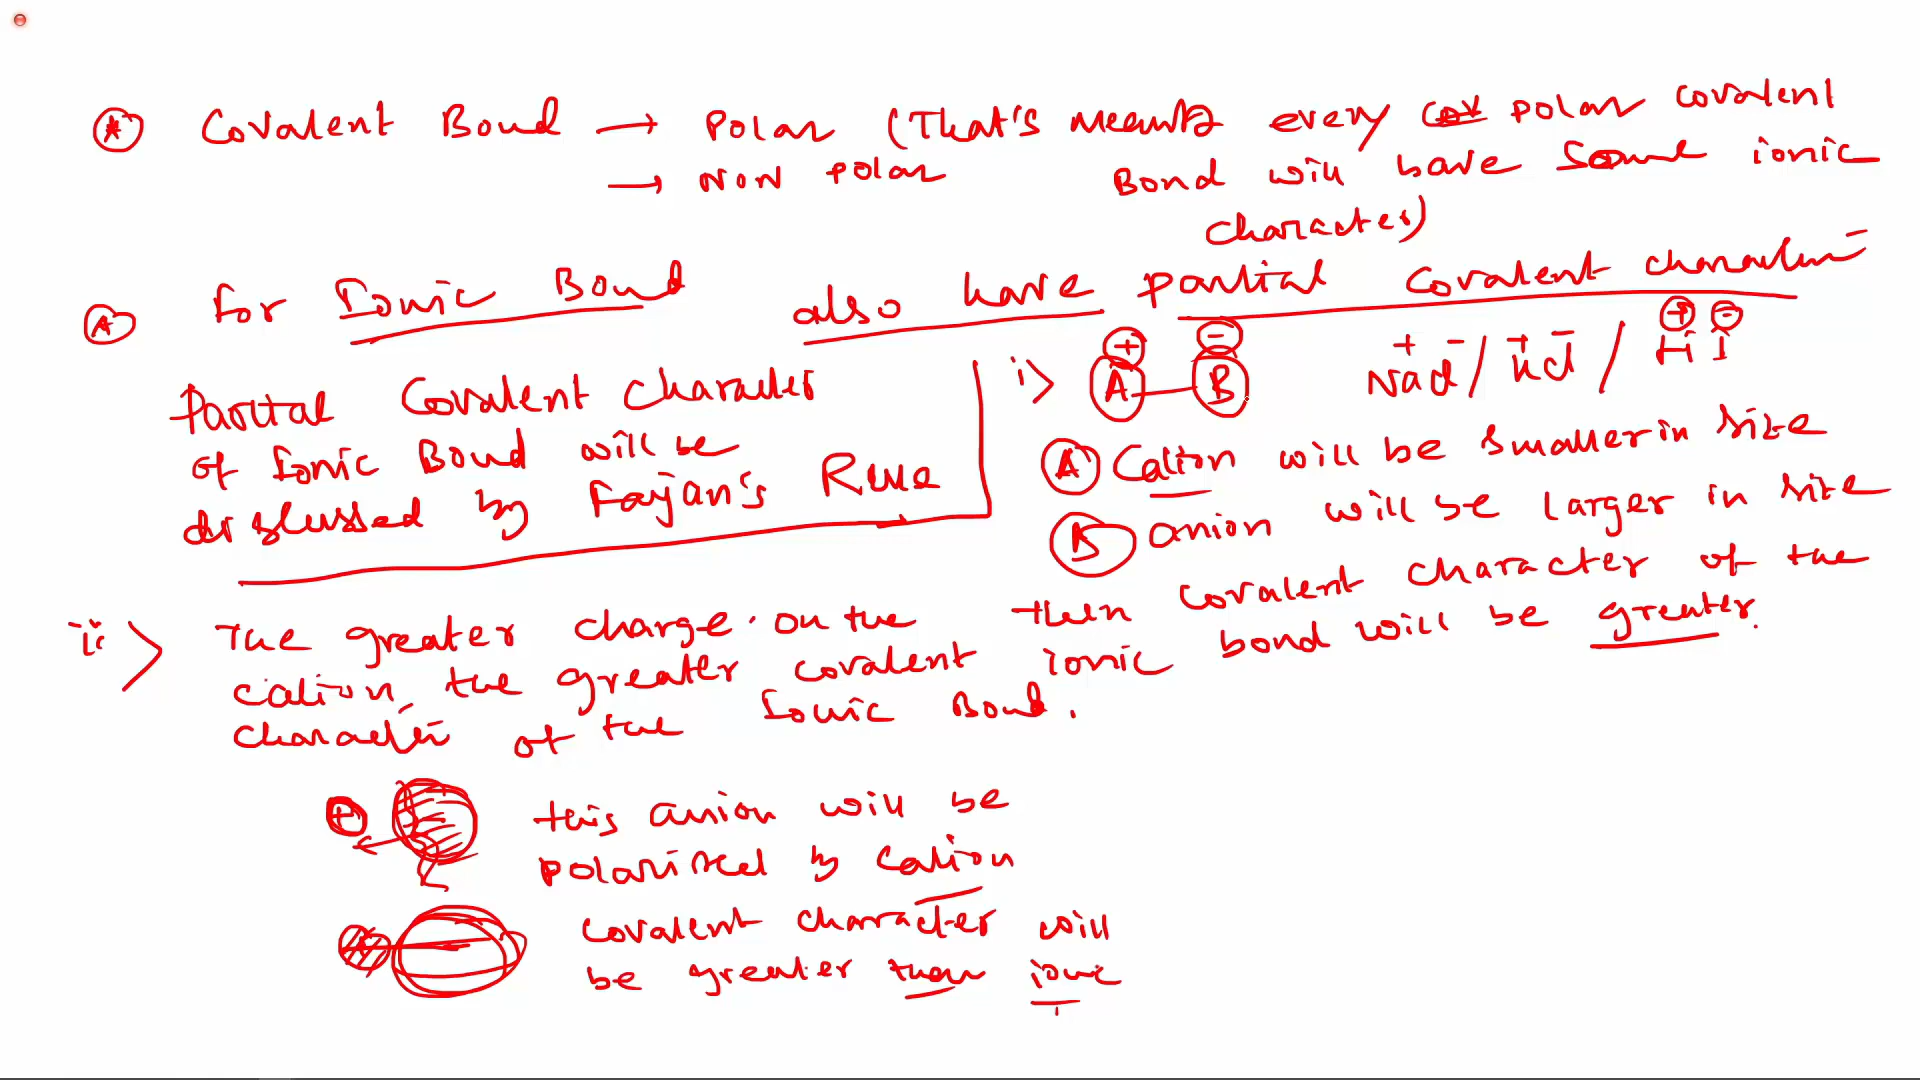 A Covalent Bond → Polar (That's means every polar covalent
→ Non polar Bond will have some ionic
character)
A for Ionic Bond also have partial covalent character
Partial Covalent Character
of Ionic Bond will be
discussed by Fajan's Rule
i> A+ — B- Na+Cl- / H+Cl- / H+ I-
A Cation will be smaller in size
B anion will be larger in size
then covalent character of the
ionic bond will be greater.
ii> The greater charge on the
cation, the greater covalent
character of the Ionic Bond.
+ this anion will be
polarised by cation
covalent character will
be greater than ionic